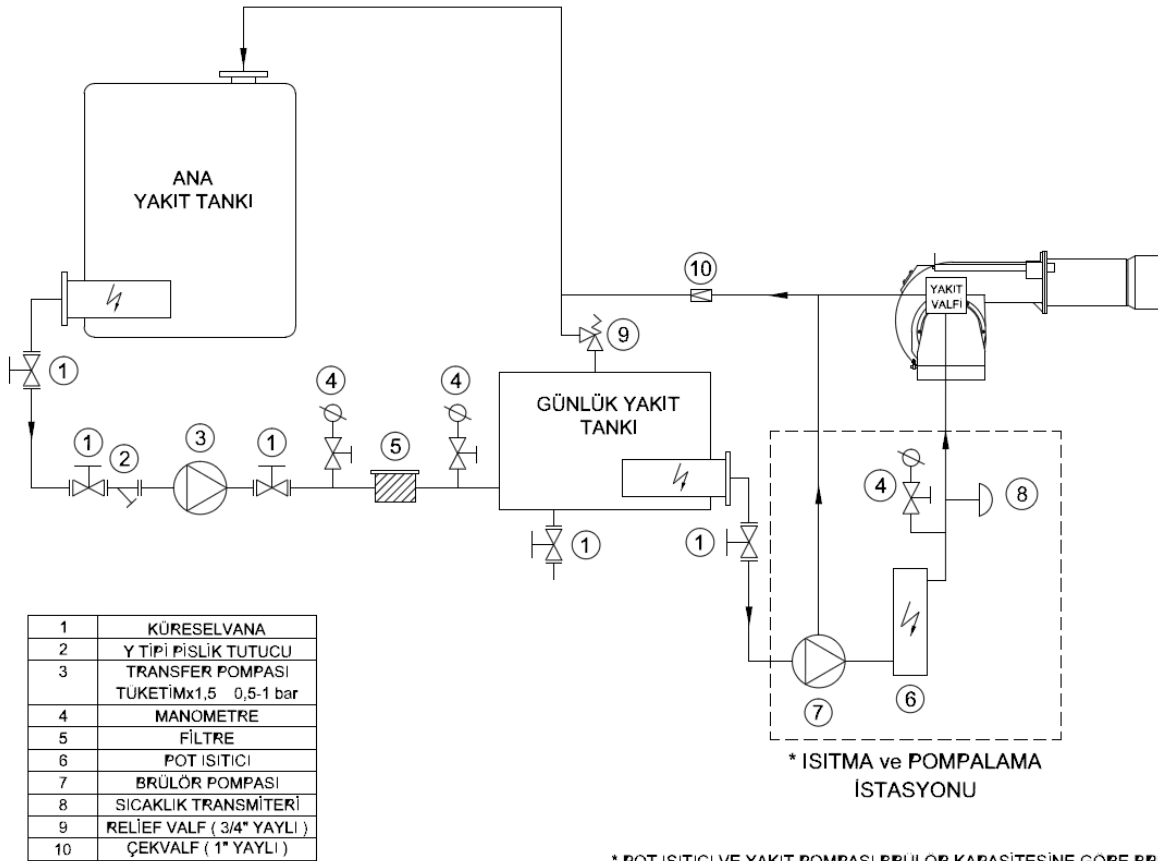 ANA
YAKIT TANKI
10
YAKIT
VALFİ
9
1
4
4
GÜNLÜK YAKIT
TANKI
1
2
3
1
5
4
8
1
1
6
7
* ISITMA ve POMPALAMA
İSTASYONU
1 KÜRESELVANA
2 Y TİPİ PİSLİK TUTUCU
3 TRANSFER POMPASI
TÜKETİMx1,5 0,5-1 bar
4 MANOMETRE
5 FİLTRE
6 POT ISITICI
7 BRÜLÖR POMPASI
8 SICAKLIK TRANSMİTERİ
9 RELİEF VALF ( 3/4" YAYLI )
10 ÇEKVALF ( 1" YAYLI )
* POT ISITICI VE YAKIT POMPASI BRÜLÖR KAPASİTESİNE GÖRE